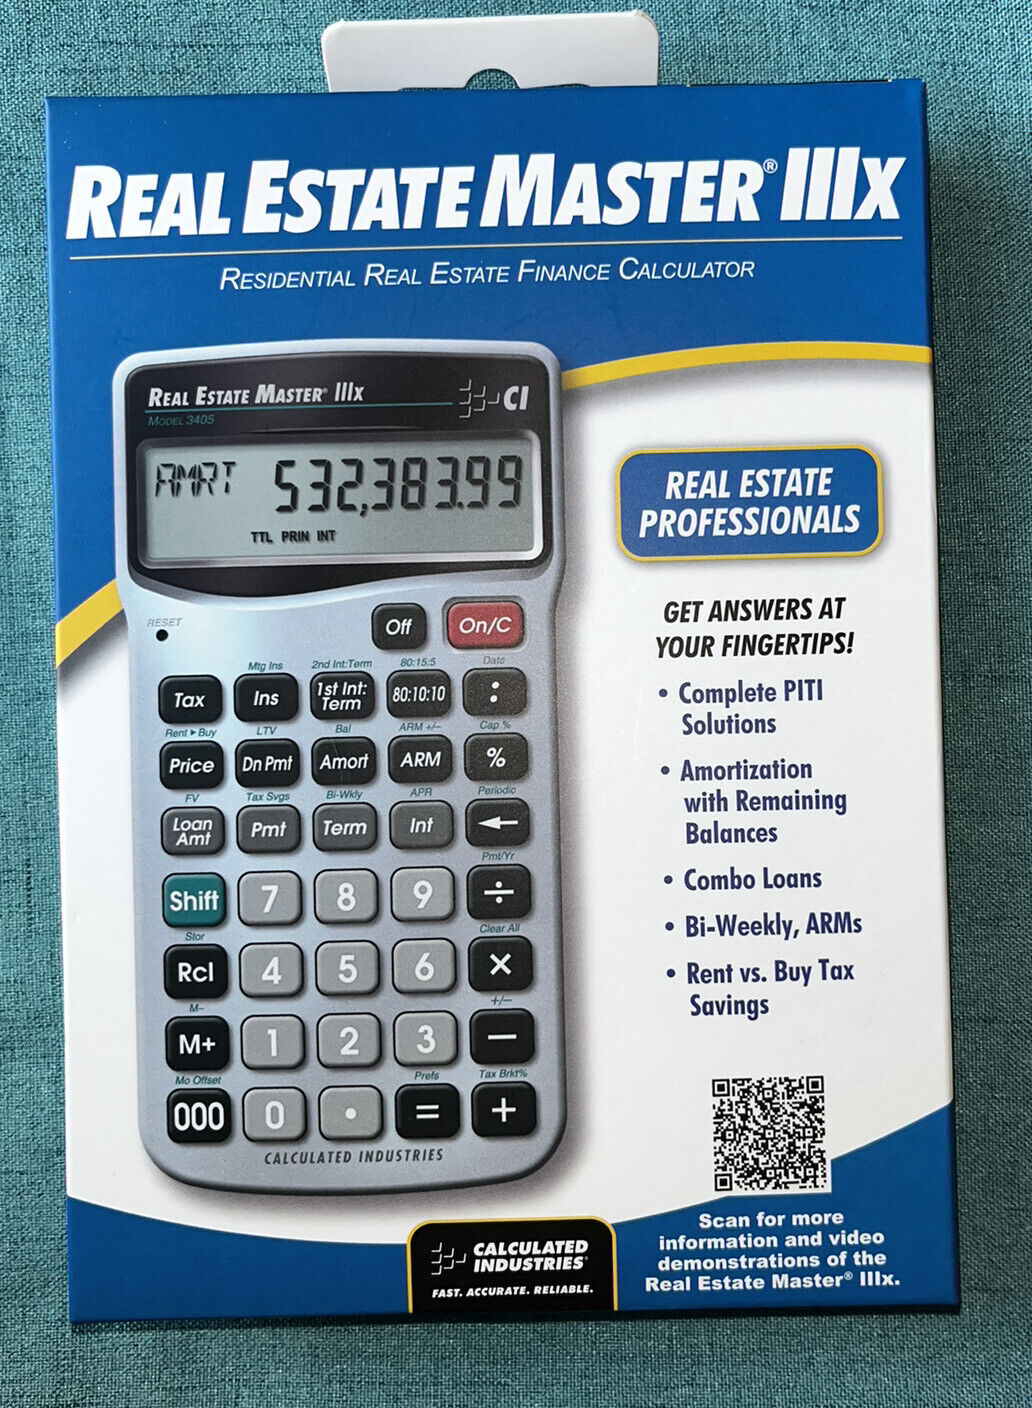 REAL ESTATE MASTER® IIIX
RESIDENTIAL REAL ESTATE FINANCE CALCULATOR
REAL ESTATE MASTER® IIIx
MODEL 3405
CI
AMRT 532,383.99
TTL PRIN INT
RESET
Off On/C
Mtg Ins 2nd Int:Term 80:15:5 Date
Tax Ins 1st Int: Term 80:10:10 :
Rent ▸ Buy LTV Bal ARM +/– Cap %
Price Dn Pmt Amort ARM %
FV Tax Svgs Bi-Wkly APR Periodic
Loan Amt Pmt Term Int ←
Pmt/Yr
Shift 7 8 9 ÷
Stor Clear All
Rcl 4 5 6 ×
M– +/–
M+ 1 2 3 –
Mo Offset Prefs Tax Brkt%
000 0 . = +
CALCULATED INDUSTRIES
REAL ESTATE
PROFESSIONALS
GET ANSWERS AT
YOUR FINGERTIPS!
• Complete PITI
Solutions
• Amortization
with Remaining
Balances
• Combo Loans
• Bi-Weekly, ARMs
• Rent vs. Buy Tax
Savings
Scan for more
information and video
demonstrations of the
Real Estate Master® IIIx.
CALCULATED
INDUSTRIES®
FAST. ACCURATE. RELIABLE.